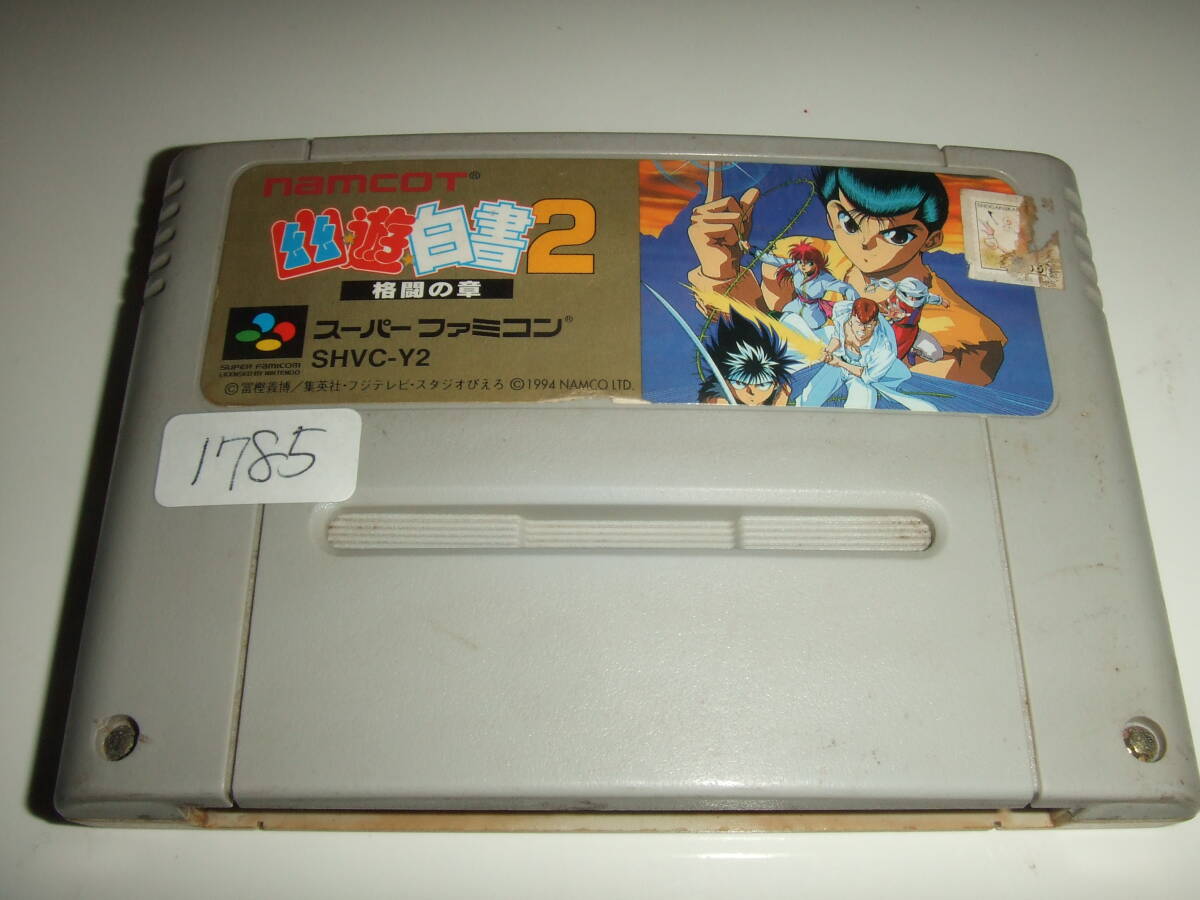 namcoT®
幽★遊★白書2
格闘の章
スーパーファミコン®
SHVC-Y2
SUPER FAMICOM
LICENSED BY NINTENDO
©冨樫義博/集英社・フジテレビ・スタジオぴえろ ©1994 NAMCO LTD.
1785